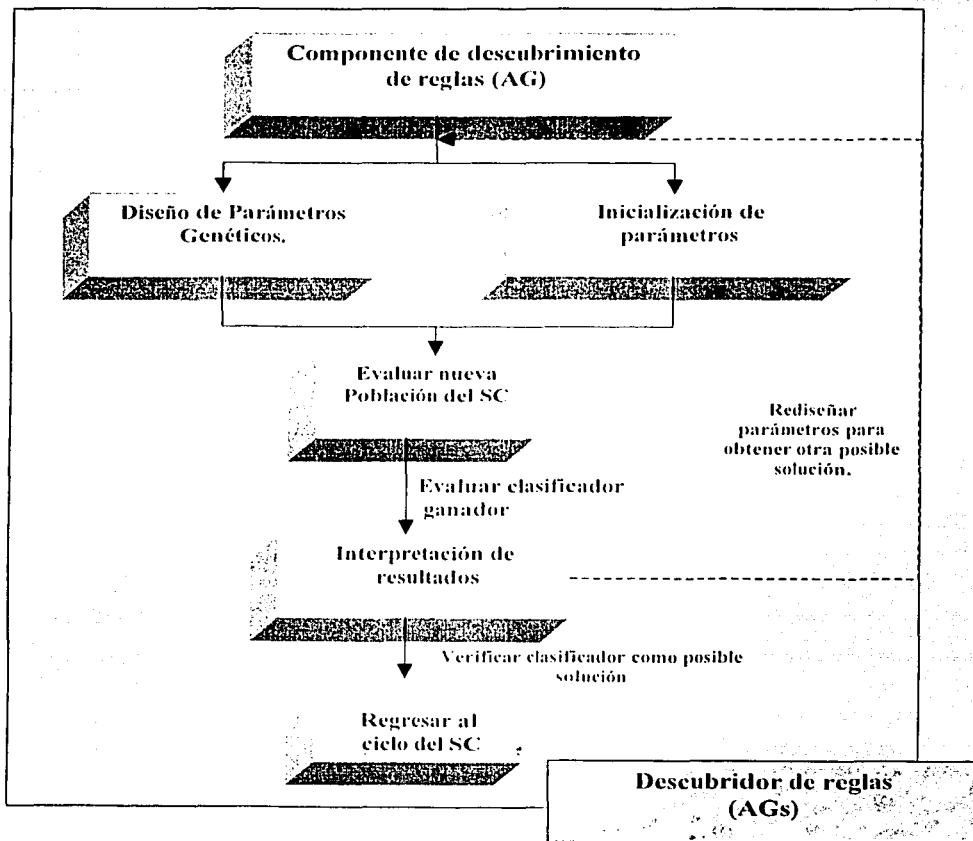 Componente de descubrimiento
de reglas (AG)
Diseño de Parámetros
Genéticos.
Inicialización de
parámetros
Evaluar nueva
Población del SC
Rediseñar
parámetros para
obtener otra posible
solución.
Evaluar clasificador
ganador
Interpretación de
resultados
Verificar clasificador como posible
solución
Regresar al
ciclo del SC
Descubridor de reglas
(AGs)